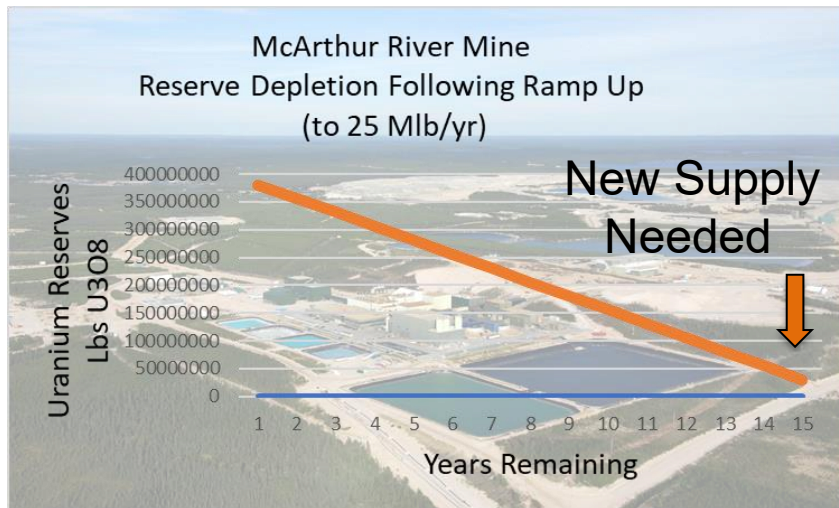 McArthur River Mine
Reserve Depletion Following Ramp Up
(to 25 Mlb/yr)
New Supply
Needed
Uranium Reserves
Lbs U3O8
400000000
350000000
300000000
250000000
200000000
150000000
100000000
50000000
0
1 2 3 4 5 6 7 8 9 10 11 12 13 14 15
Years Remaining